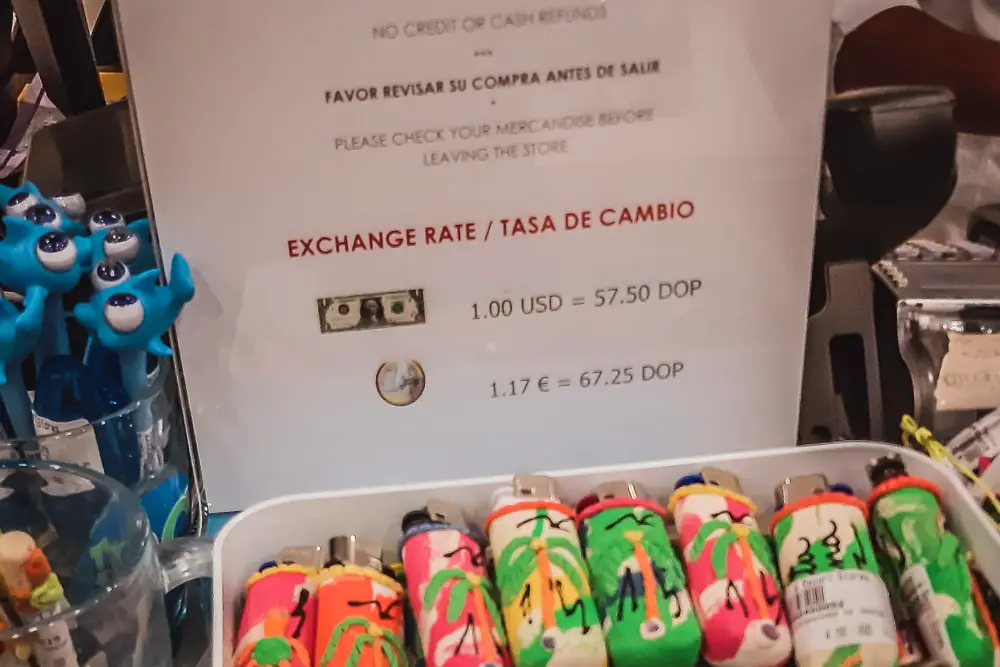 NO CREDIT OR CASH REFUNDS
***
FAVOR REVISAR SU COMPRA ANTES DE SALIR
*
PLEASE CHECK YOUR MERCANDISE BEFORE
LEAVING THE STORE
EXCHANGE RATE / TASA DE CAMBIO
1.00 USD = 57.50 DOP
1.17 € = 67.25 DOP